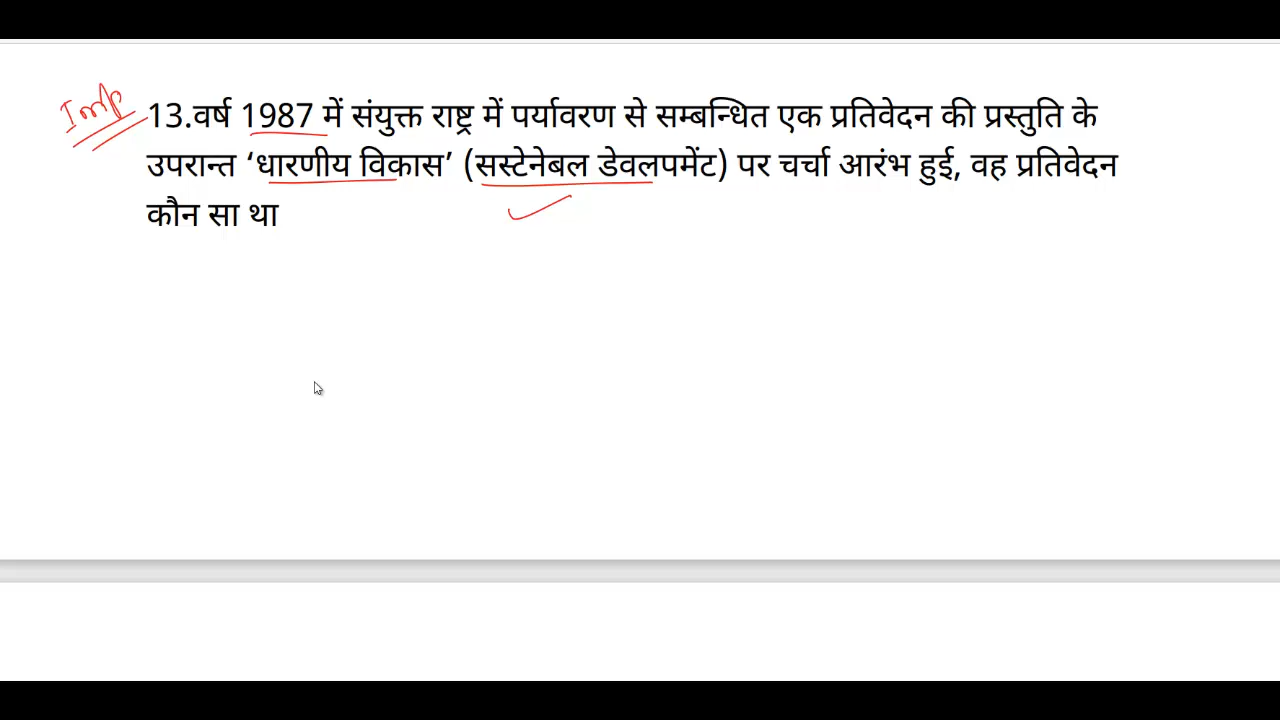 Imp
13.वर्ष 1987 में संयुक्त राष्ट्र में पर्यावरण से सम्बन्धित एक प्रतिवेदन की प्रस्तुति के
उपरान्त ‘धारणीय विकास’ (सस्टेनेबल डेवलपमेंट) पर चर्चा आरंभ हुई, वह प्रतिवेदन
कौन सा था